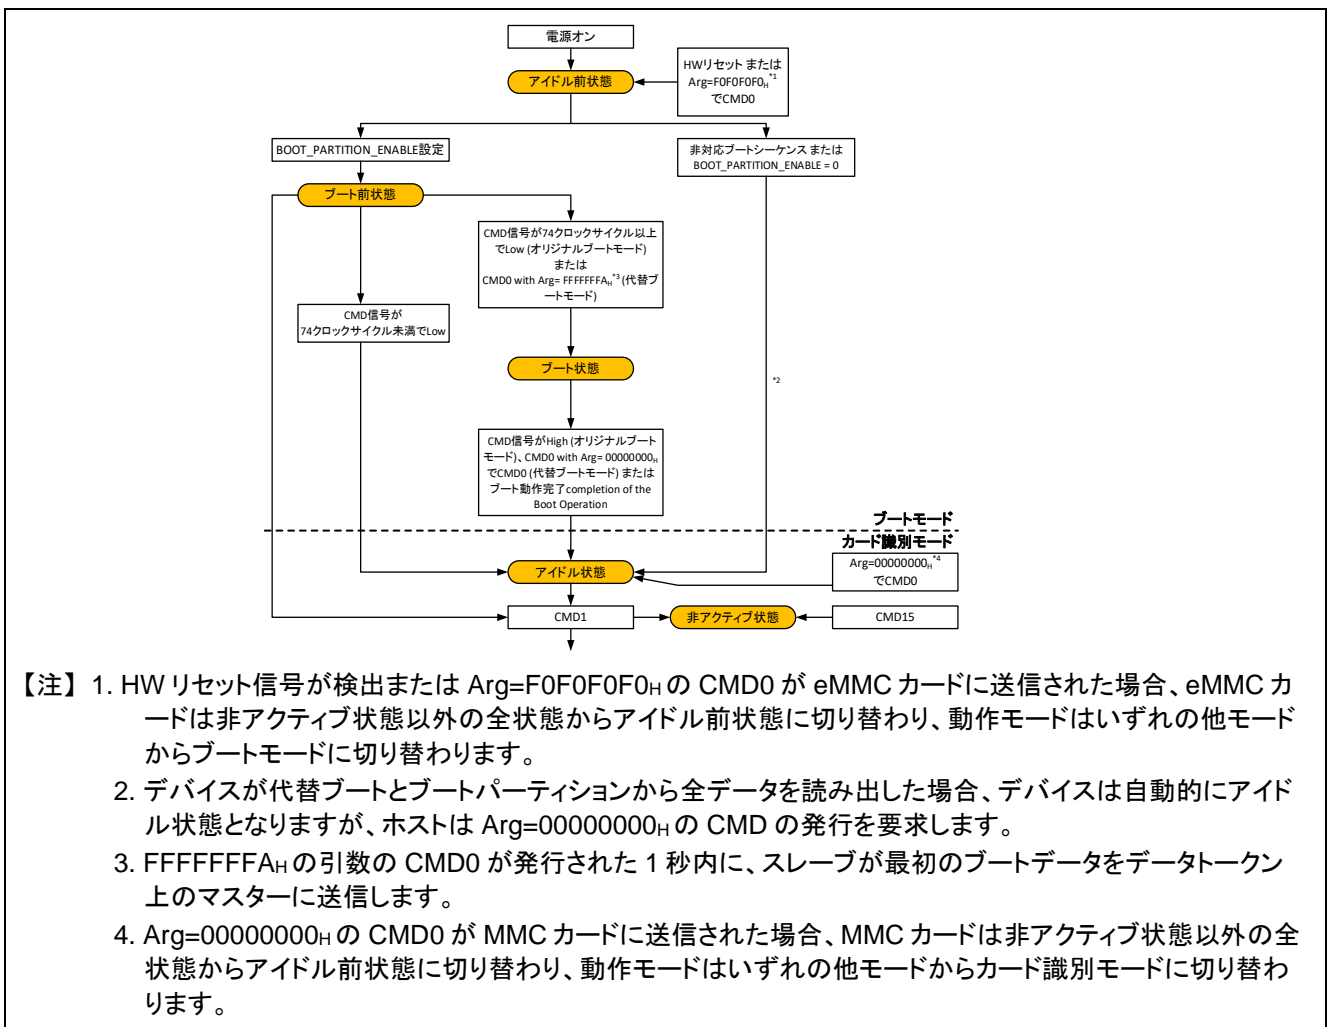 電源オン
アイドル前状態
HWリセット または
Arg=F0F0F0F0H*1
でCMD0
BOOT_PARTITION_ENABLE設定
非対応ブートシーケンス または
BOOT_PARTITION_ENABLE = 0
ブート前状態
CMD信号が74クロックサイクル以上
でLow (オリジナルブートモード)
または
CMD0 with Arg= FFFFFFFAH*3 (代替ブ
ートモード)
CMD信号が
74クロックサイクル未満でLow
ブート状態
*2
CMD信号がHigh (オリジナルブート
モード)、CMD0 with Arg= 00000000H
でCMD0 (代替ブートモード) または
ブート動作完了completion of the
Boot Operation
ブートモード
カード識別モード
アイドル状態
Arg=00000000H*4
でCMD0
CMD1
非アクティブ状態
CMD15
【注】 1. HW リセット信号が検出または Arg=F0F0F0F0H の CMD0 が eMMC カードに送信された場合、eMMC カ
ードは非アクティブ状態以外の全状態からアイドル前状態に切り替わり、動作モードはいずれの他モード
からブートモードに切り替わります。
2. デバイスが代替ブートとブートパーティションから全データを読み出した場合、デバイスは自動的にアイド
ル状態となりますが、ホストは Arg=00000000H の CMD の発行を要求します。
3. FFFFFFFAH の引数の CMD0 が発行された 1 秒内に、スレーブが最初のブートデータをデータトークン
上のマスターに送信します。
4. Arg=00000000H の CMD0 が MMC カードに送信された場合、MMC カードは非アクティブ状態以外の全
状態からアイドル前状態に切り替わり、動作モードはいずれの他モードからカード識別モードに切り替わ
ります。